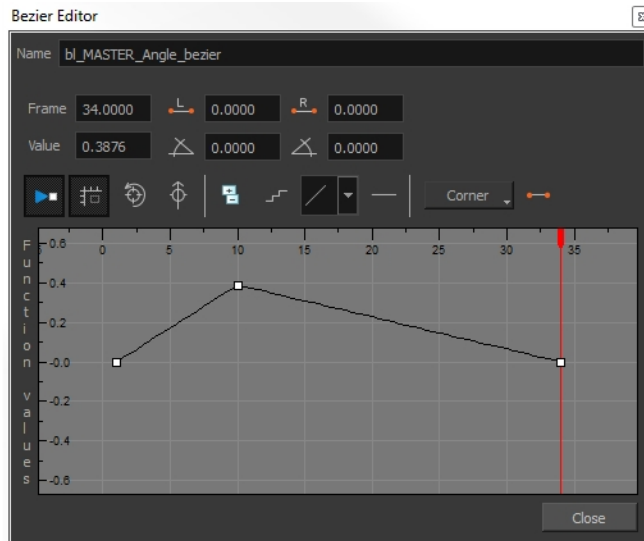 Bezier Editor
Name bl_MASTER_Angle_bezier
Frame 34.0000 L 0.0000 R 0.0000
Value 0.3876 0.0000 0.0000
Corner
Function values
0.6 0 5 10 15 20 25 30 35
0.4
0.2
-0.0
-0.2
-0.4
-0.6
Close